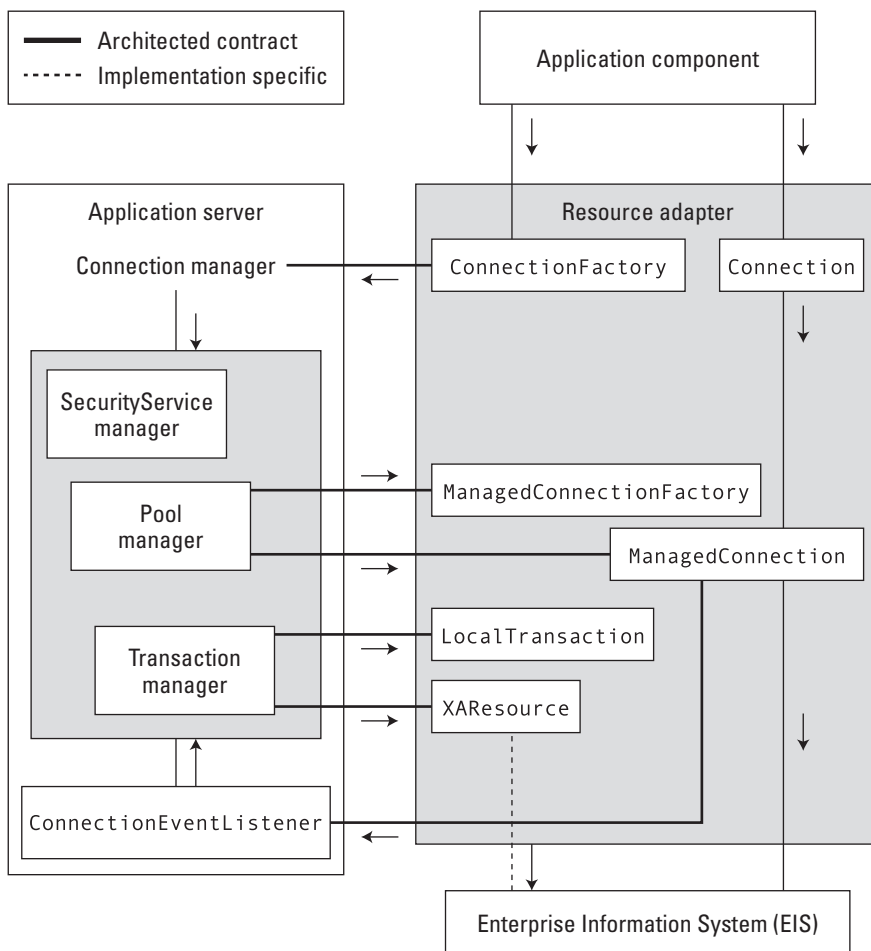 Architected contract
Implementation specific
Application component
Application server
Resource adapter
Connection manager
ConnectionFactory
Connection
SecurityService
manager
Pool
manager
ManagedConnectionFactory
ManagedConnection
Transaction
manager
LocalTransaction
XAResource
ConnectionEventListener
Enterprise Information System (EIS)